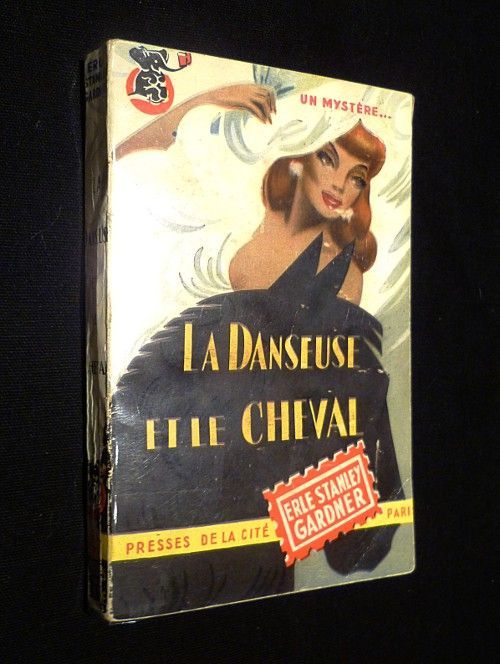 UN MYSTÈRE...
LA DANSEUSE
ET LE CHEVAL
ERLE STANLEY
GARDNER
PRESSES DE LA CITÉ
PARIS